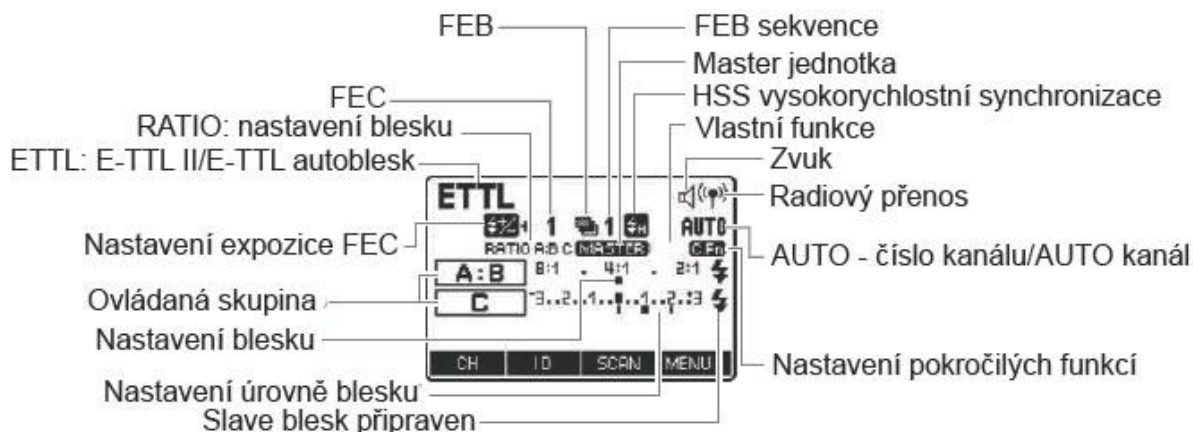 FEB
FEB sekvence
Master jednotka
FEC
HSS vysokorychlostní synchronizace
RATIO: nastavení blesku
Vlastní funkce
ETTL: E-TTL II/E-TTL autoblesk
Zvuk
Radiový přenos
ETTL
1 1 AUTO
Nastavení expozice FEC
RATIO A:B C MASTER C.Fn
AUTO - číslo kanálu/AUTO kanál
A:B 8:1 . 4:1 . 2:1
Ovládaná skupina
C -3..2..1..0..1..2..+3
Nastavení blesku
CH ID SCAN MENU
Nastavení pokročilých funkcí
Nastavení úrovně blesku
Slave blesk připraven